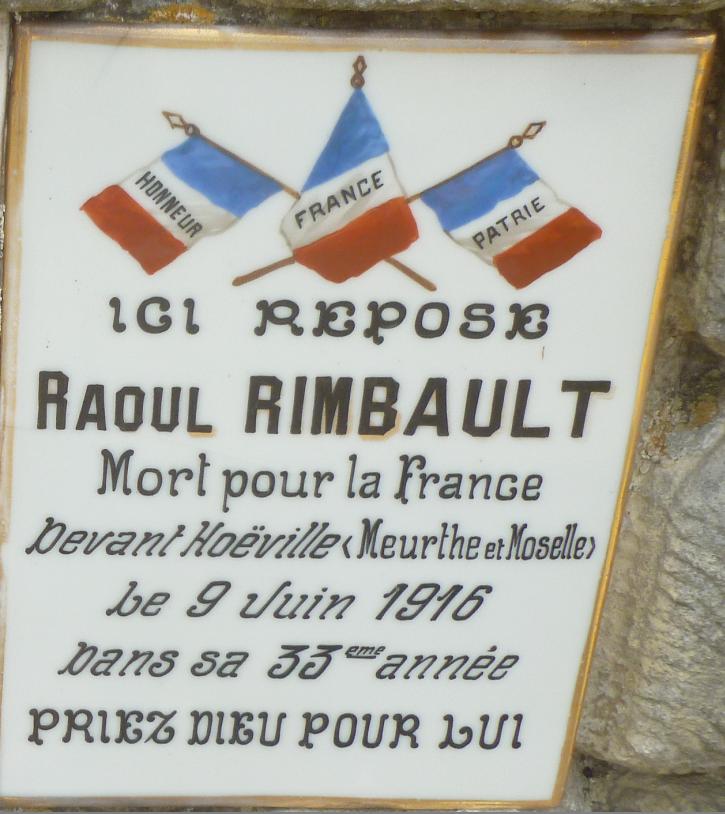 HONNEUR
FRANCE
PATRIE
ICI REPOSE
RAOUL RIMBAULT
Mort pour la France
Devant Hoëville (Meurthe et Moselle)
Le 9 Juin 1916
Dans sa 33eme année
PRIEZ DIEU POUR LUI